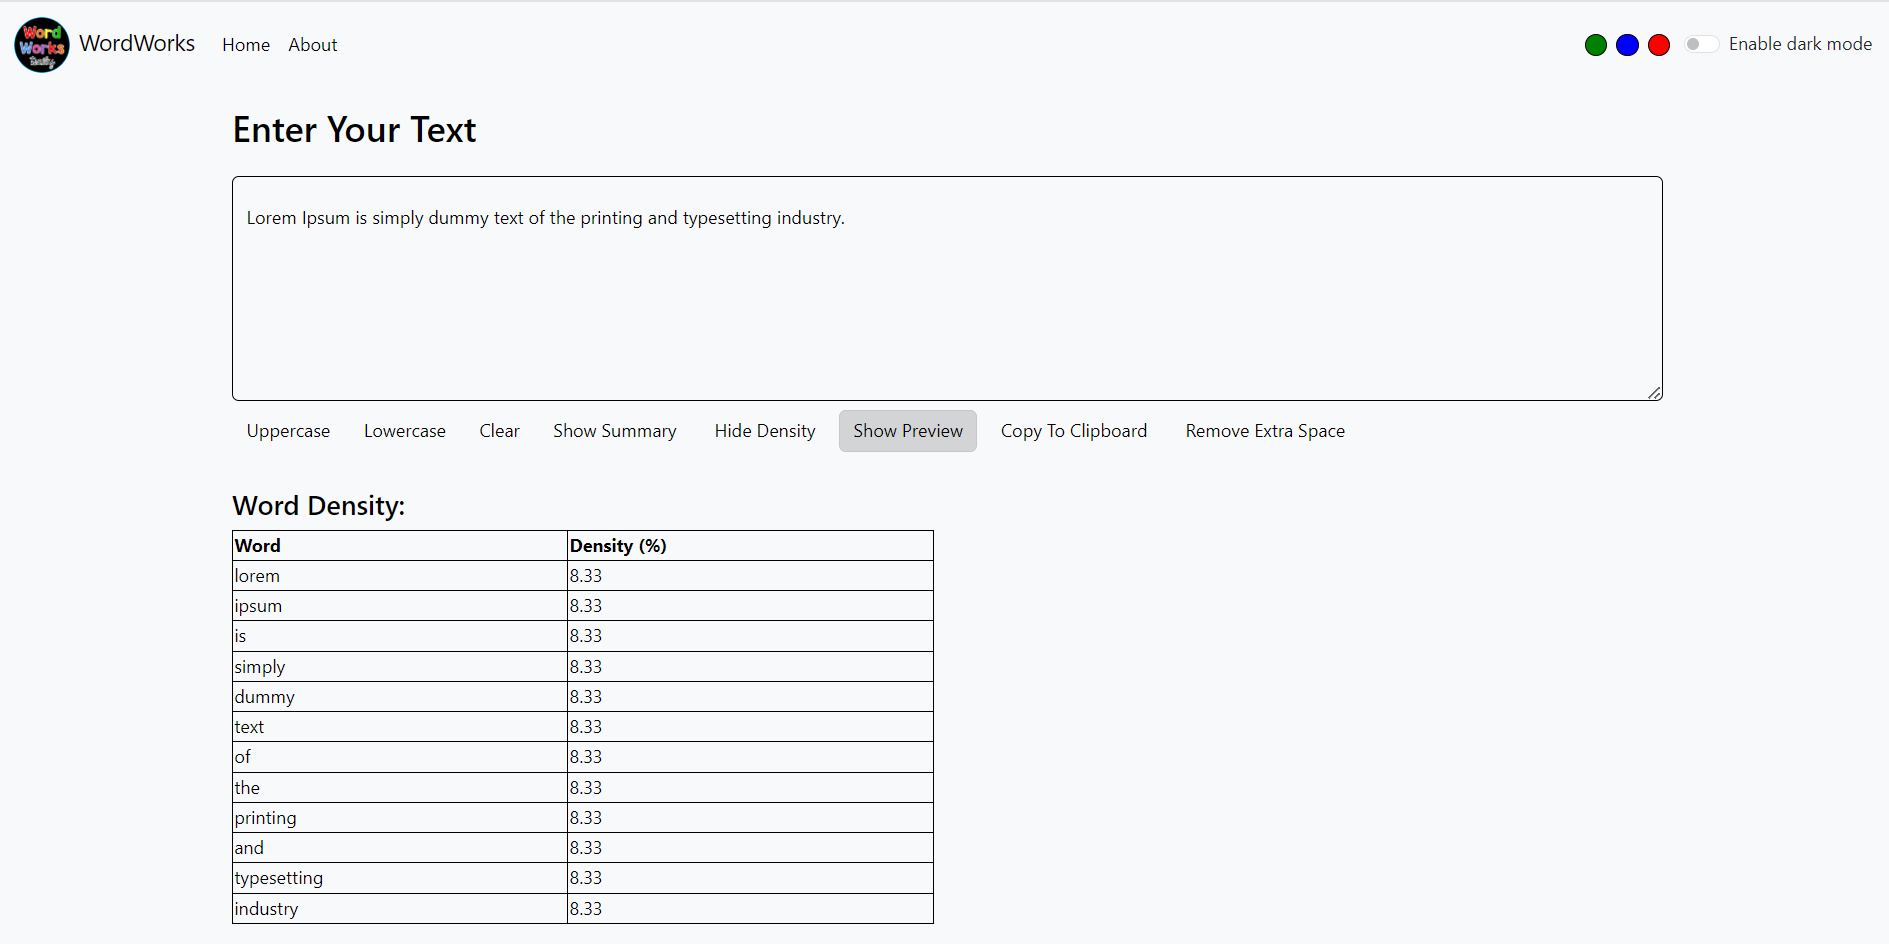 Word Works Density WordWorks Home About Enable dark mode
Enter Your Text
Lorem Ipsum is simply dummy text of the printing and typesetting industry.
Uppercase Lowercase Clear Show Summary Hide Density Show Preview Copy To Clipboard Remove Extra Space
Word Density:
Word Density (%)
lorem 8.33
ipsum 8.33
is 8.33
simply 8.33
dummy 8.33
text 8.33
of 8.33
the 8.33
printing 8.33
and 8.33
typesetting 8.33
industry 8.33